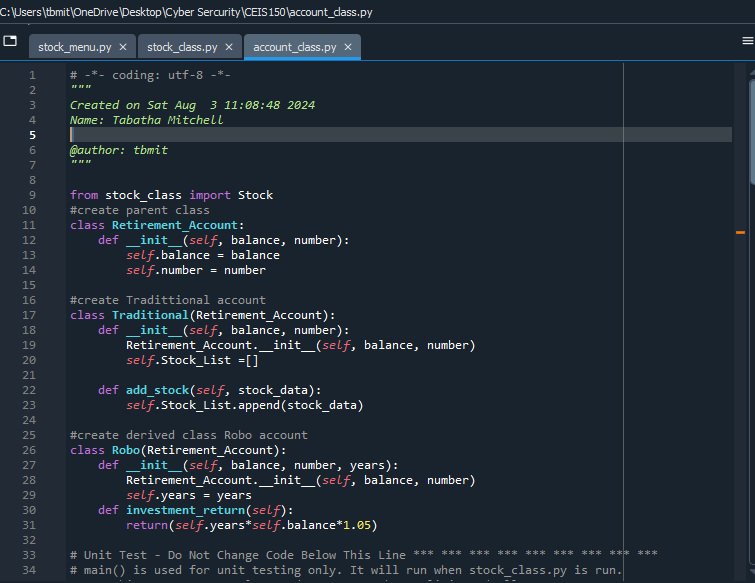 C:\Users\tbmit\OneDrive\Desktop\Cyber Sercurity\CEIS150\account_class.py
stock_menu.py × stock_class.py × account_class.py ×
1 # -*- coding: utf-8 -*-
2 """
3 Created on Sat Aug  3 11:08:48 2024
4 Name: Tabatha Mitchell
5
6 @author: tbmit
7 """
8
9 from stock_class import Stock
10 #create parent class
11 class Retirement_Account:
12     def __init__(self, balance, number):
13         self.balance = balance
14         self.number = number
15
16 #create Tradittional account
17 class Traditional(Retirement_Account):
18     def __init__(self, balance, number):
19         Retirement_Account.__init__(self, balance, number)
20         self.Stock_List =[]
21
22     def add_stock(self, stock_data):
23         self.Stock_List.append(stock_data)
24
25 #create derived class Robo account
26 class Robo(Retirement_Account):
27     def __init__(self, balance, number, years):
28         Retirement_Account.__init__(self, balance, number)
29         self.years = years
30     def investment_return(self):
31         return(self.years*self.balance*1.05)
32
33 # Unit Test - Do Not Change Code Below This Line *** *** *** *** *** *** *** *** ***
34 # main() is used for unit testing only. It will run when stock_class.py is run.